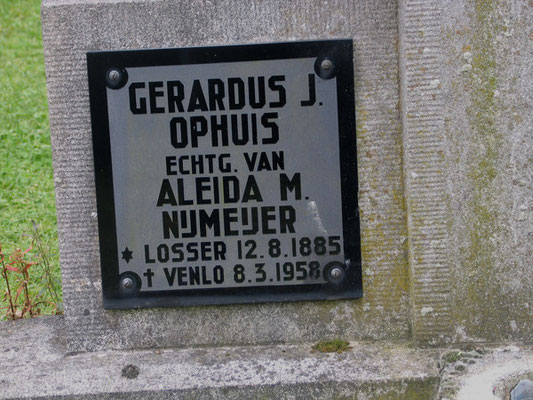 GERARDUS J.
OPHUIS
ECHTG. VAN
ALEIDA M.
NIJMEIJER
✶ LOSSER 12.8.1885
† VENLO 8.3.1958